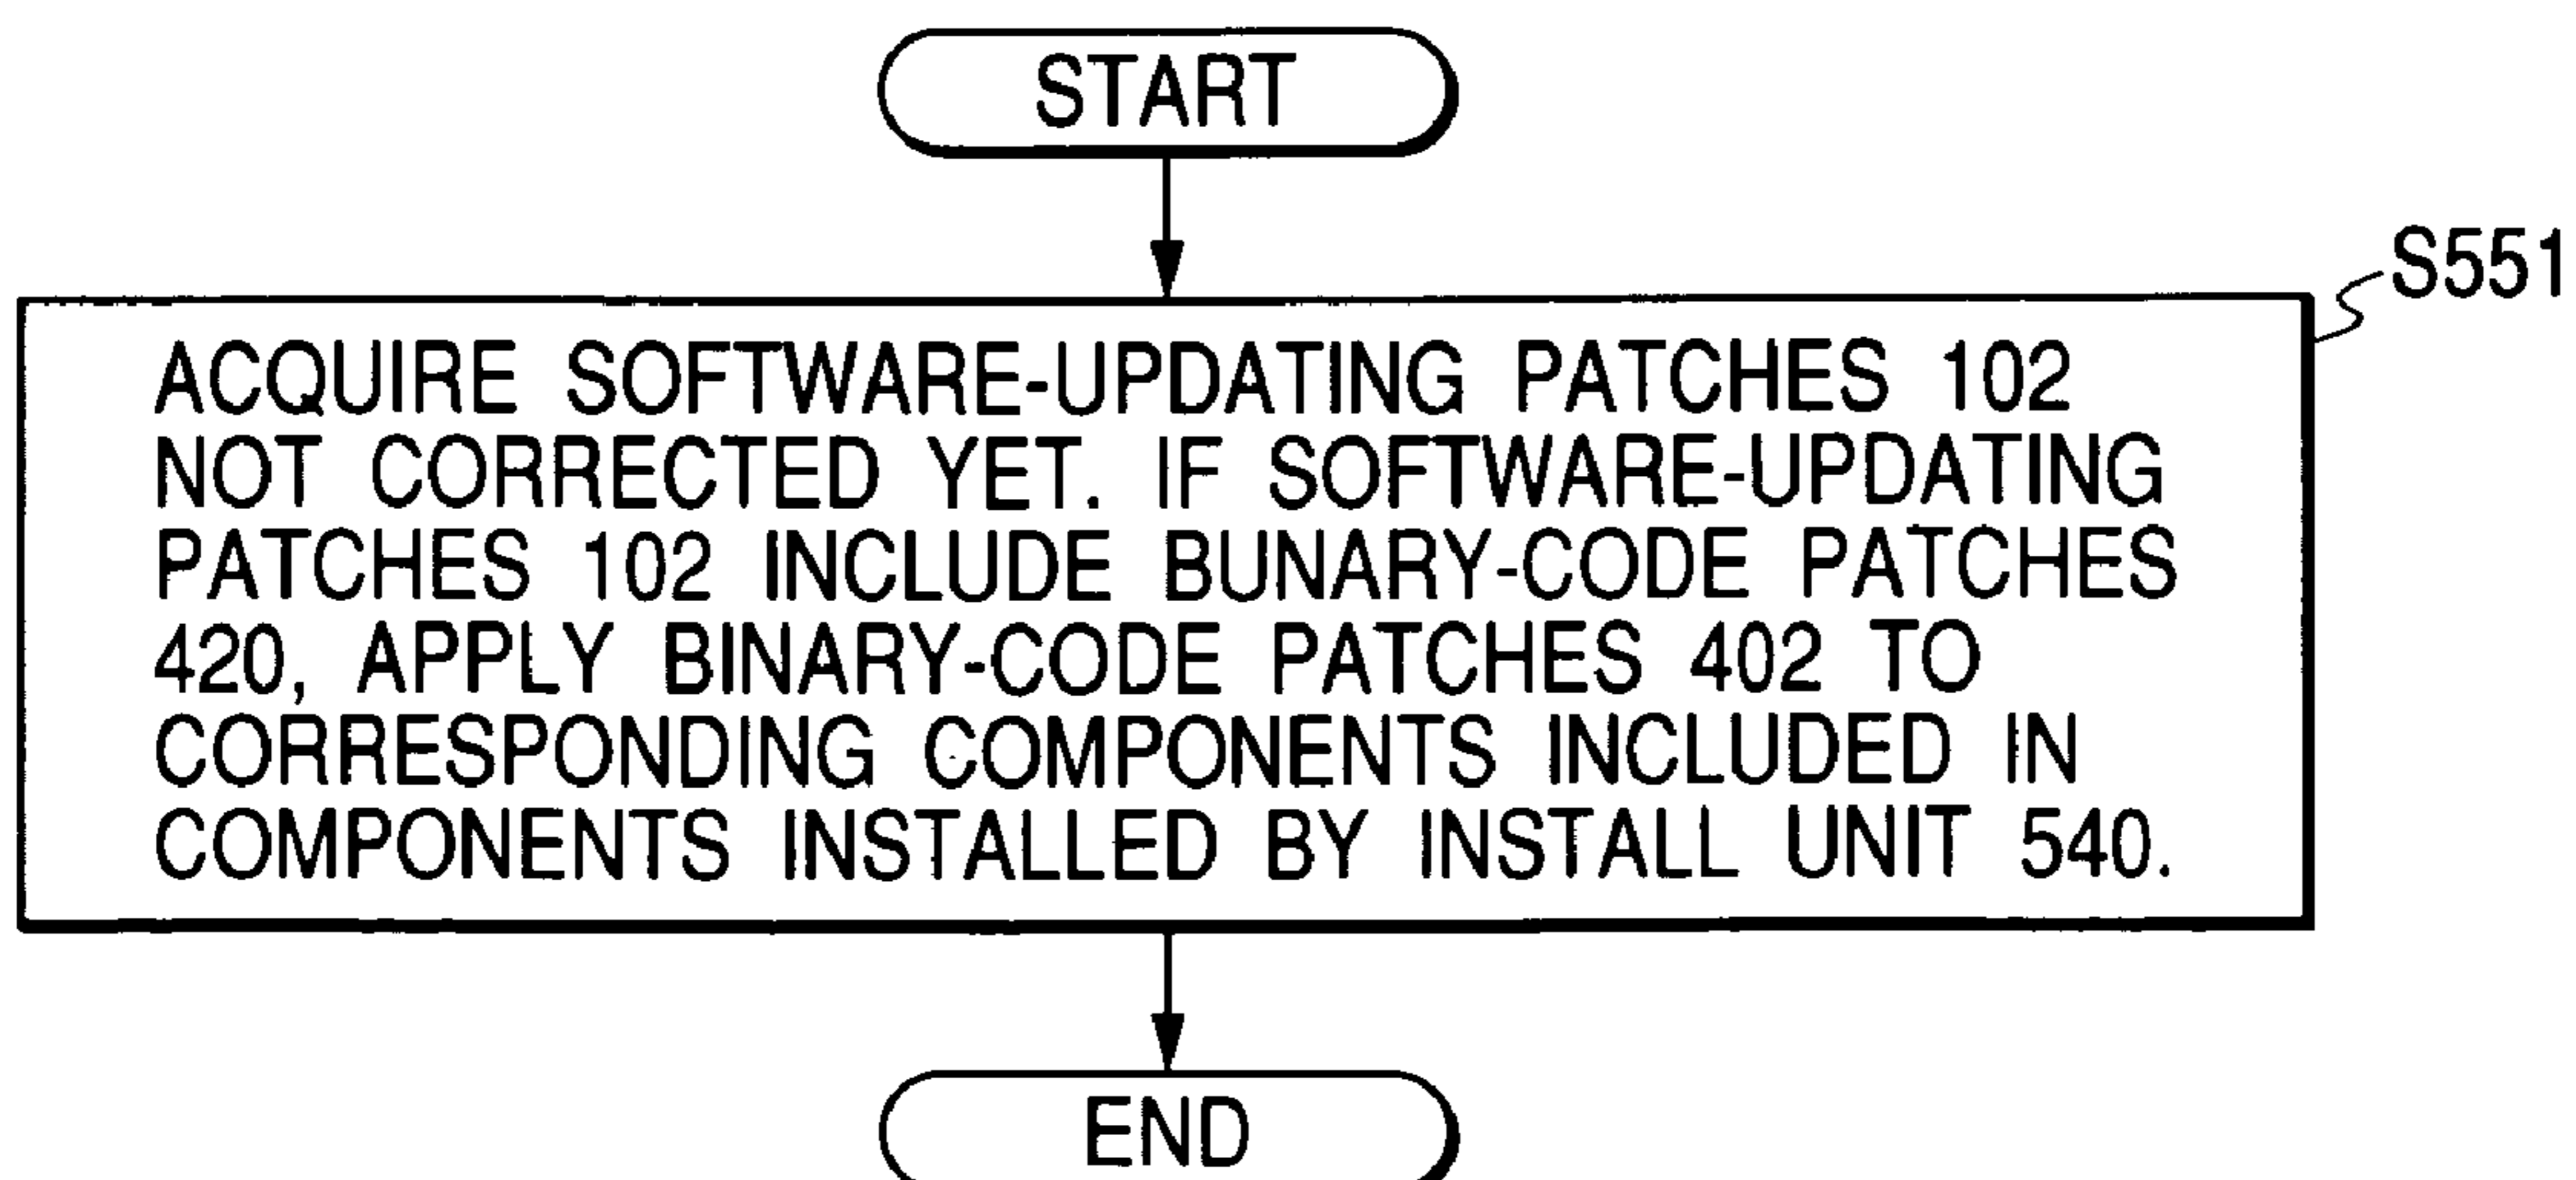 START
S551
ACQUIRE SOFTWARE-UPDATING PATCHES 102
NOT CORRECTED YET. IF SOFTWARE-UPDATING
PATCHES 102 INCLUDE BUNARY-CODE PATCHES
420, APPLY BINARY-CODE PATCHES 402 TO
CORRESPONDING COMPONENTS INCLUDED IN
COMPONENTS INSTALLED BY INSTALL UNIT 540.
END